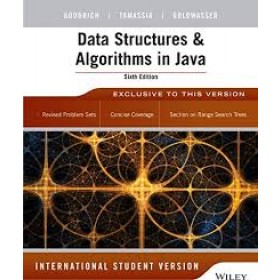 GOODRICH | TAMASSIA | GOLDWASSER
Data Structures &
Algorithms in Java
Sixth Edition
EXCLUSIVE TO THIS VERSION
Revised Problem Sets Concise Coverage Section on Range Search Trees
INTERNATIONAL STUDENT VERSION
WILEY